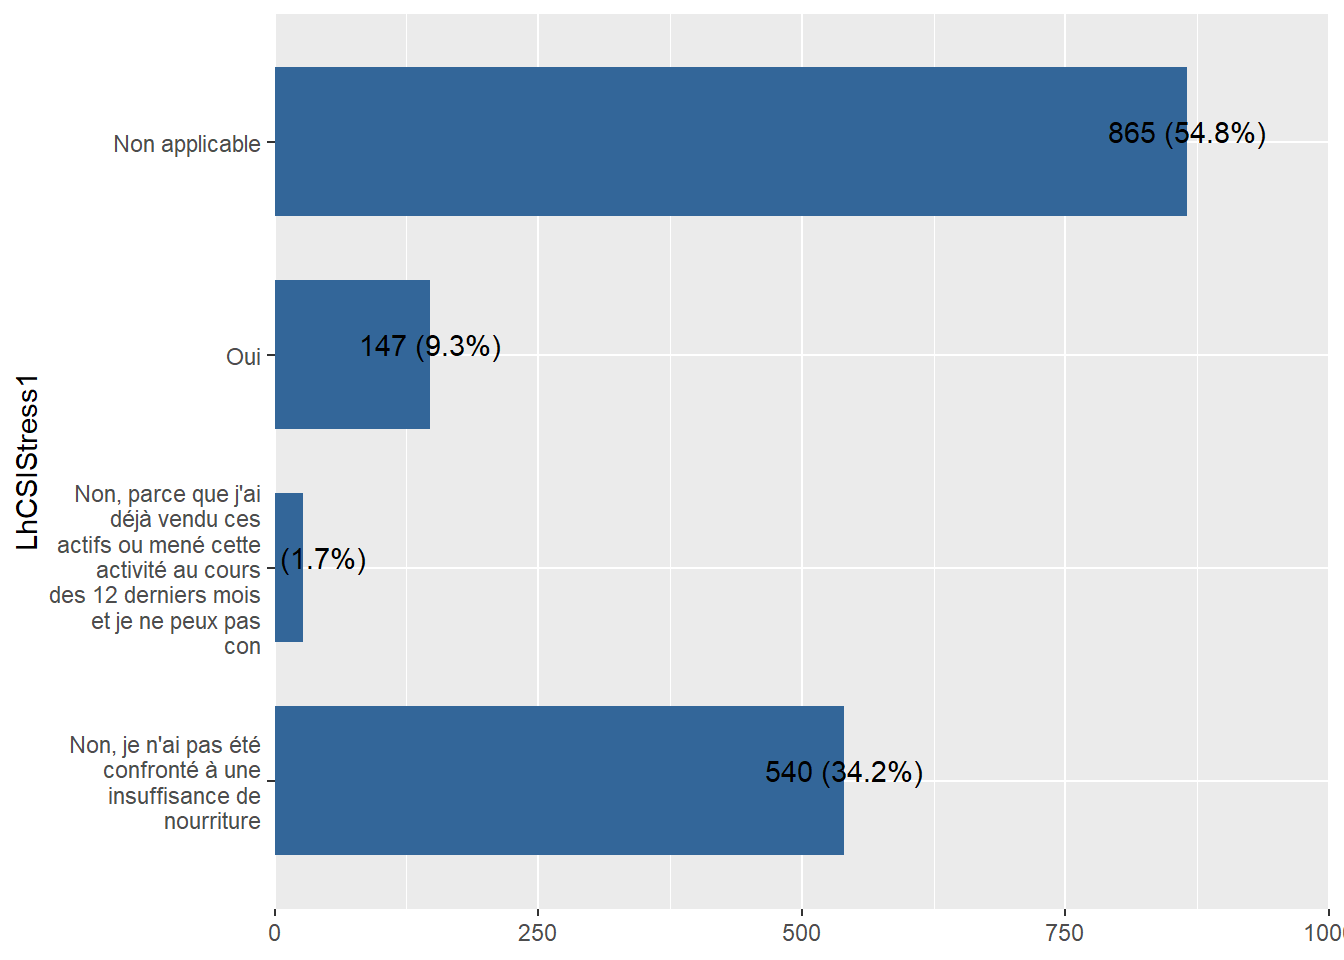 LhCSIStress1
Non applicable
865 (54.8%)
Oui
147 (9.3%)
Non, parce que j'ai
déjà vendu ces
actifs ou mené cette
activité au cours
des 12 derniers mois
et je ne peux pas
con
(1.7%)
Non, je n'ai pas été
confronté à une
insuffisance de
nourriture
540 (34.2%)
0 250 500 750